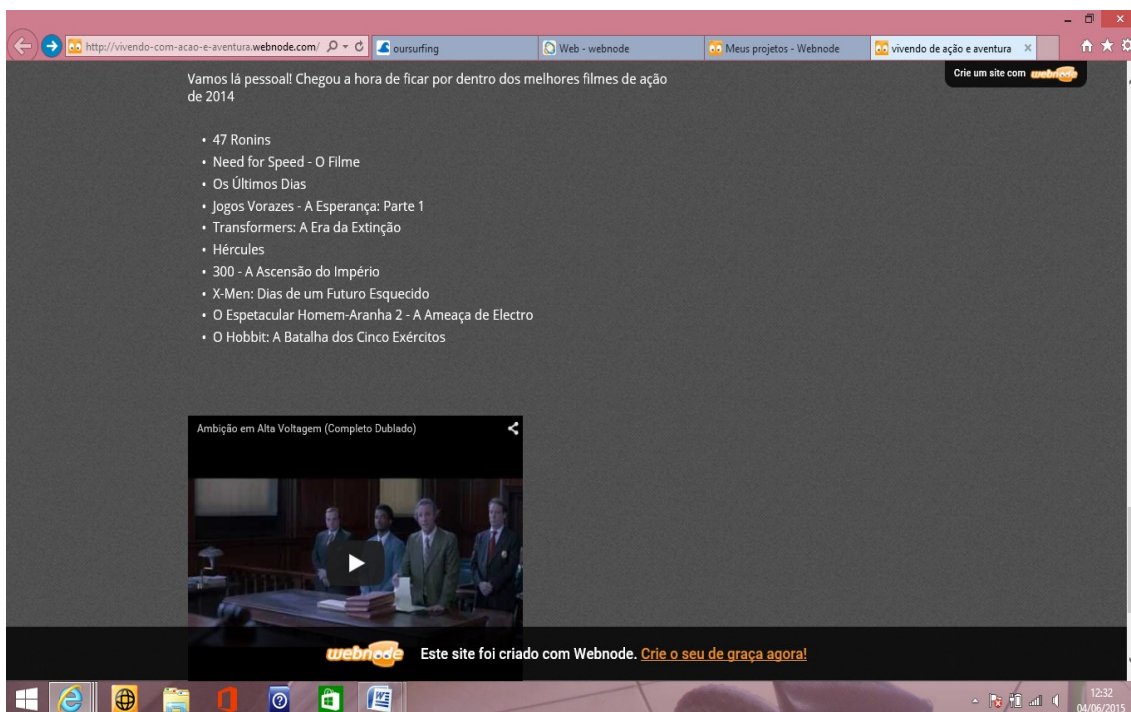 http://vivendo-com-acao-e-aventura.webnode.com/
oursurfing
Web - webnode
Meus projetos - Webnode
vivendo de ação e aventura
Crie um site com webnode
Vamos lá pessoal! Chegou a hora de ficar por dentro dos melhores filmes de ação
de 2014
• 47 Ronins
• Need for Speed - O Filme
• Os Últimos Dias
• Jogos Vorazes - A Esperança: Parte 1
• Transformers: A Era da Extinção
• Hércules
• 300 - A Ascensão do Império
• X-Men: Dias de um Futuro Esquecido
• O Espetacular Homem-Aranha 2 - A Ameaça de Electro
• O Hobbit: A Batalha dos Cinco Exércitos
Ambição em Alta Voltagem (Completo Dublado)
webnode Este site foi criado com Webnode. Crie o seu de graça agora!
12:32
04/06/2015